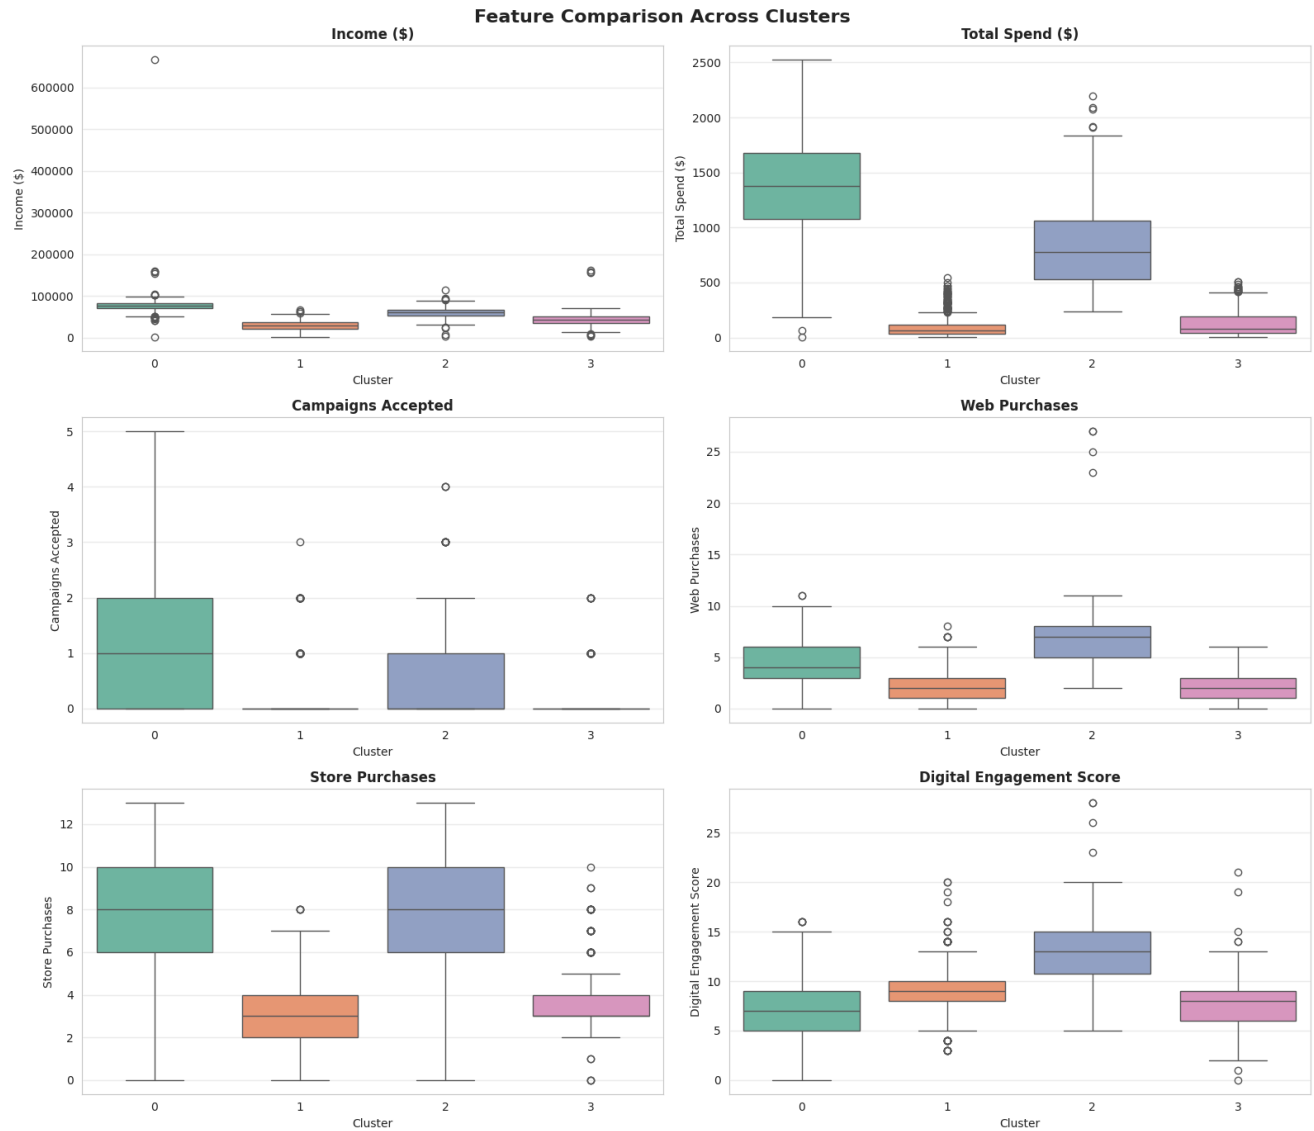 Feature Comparison Across Clusters
Income ($)
Income ($)
600000
500000
400000
300000
200000
100000
0
0 1 2 3
Cluster
Total Spend ($)
Total Spend ($)
2500
2000
1500
1000
500
0
0 1 2 3
Cluster
Campaigns Accepted
Campaigns Accepted
5
4
3
2
1
0
0 1 2 3
Cluster
Web Purchases
Web Purchases
25
20
15
10
5
0
0 1 2 3
Cluster
Store Purchases
Store Purchases
12
10
8
6
4
2
0
0 1 2 3
Cluster
Digital Engagement Score
Digital Engagement Score
25
20
15
10
5
0
0 1 2 3
Cluster